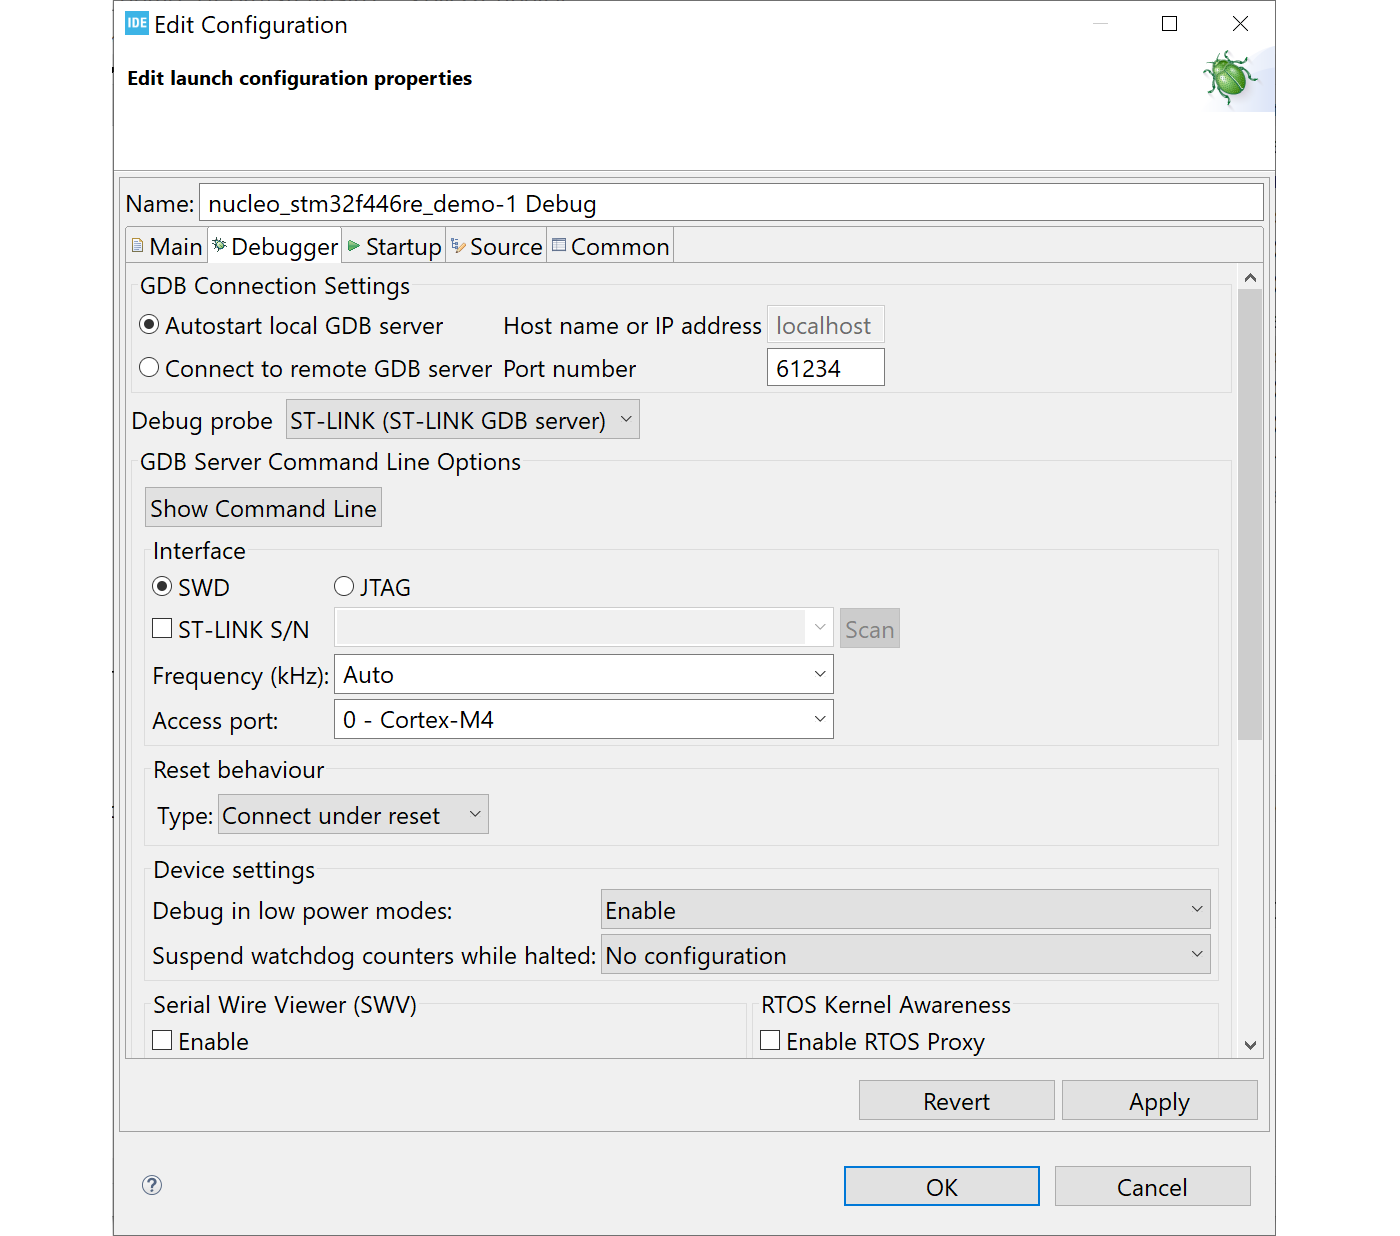 IDE Edit Configuration
Edit launch configuration properties
Name: nucleo_stm32f446re_demo-1 Debug
Main Debugger Startup Source Common
GDB Connection Settings
Autostart local GDB server Host name or IP address localhost
Connect to remote GDB server Port number 61234
Debug probe ST-LINK (ST-LINK GDB server)
GDB Server Command Line Options
Show Command Line
Interface
SWD JTAG
ST-LINK S/N Scan
Frequency (kHz): Auto
Access port: 0 - Cortex-M4
Reset behaviour
Type: Connect under reset
Device settings
Debug in low power modes: Enable
Suspend watchdog counters while halted: No configuration
Serial Wire Viewer (SWV) RTOS Kernel Awareness
Enable Enable RTOS Proxy
Revert Apply
? OK Cancel